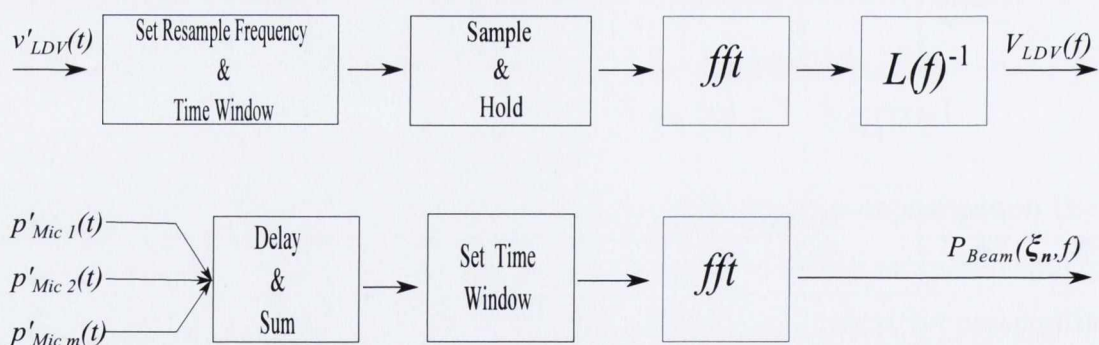 v'LDV(t)
Set Resample Frequency
&
Time Window
Sample
&
Hold
fft
L(f)-1
VLDV(f)
p'Mic 1(t)
p'Mic 2(t)
p'Mic m(t)
Delay
&
Sum
Set Time
Window
fft
PBeam(ξn,f)